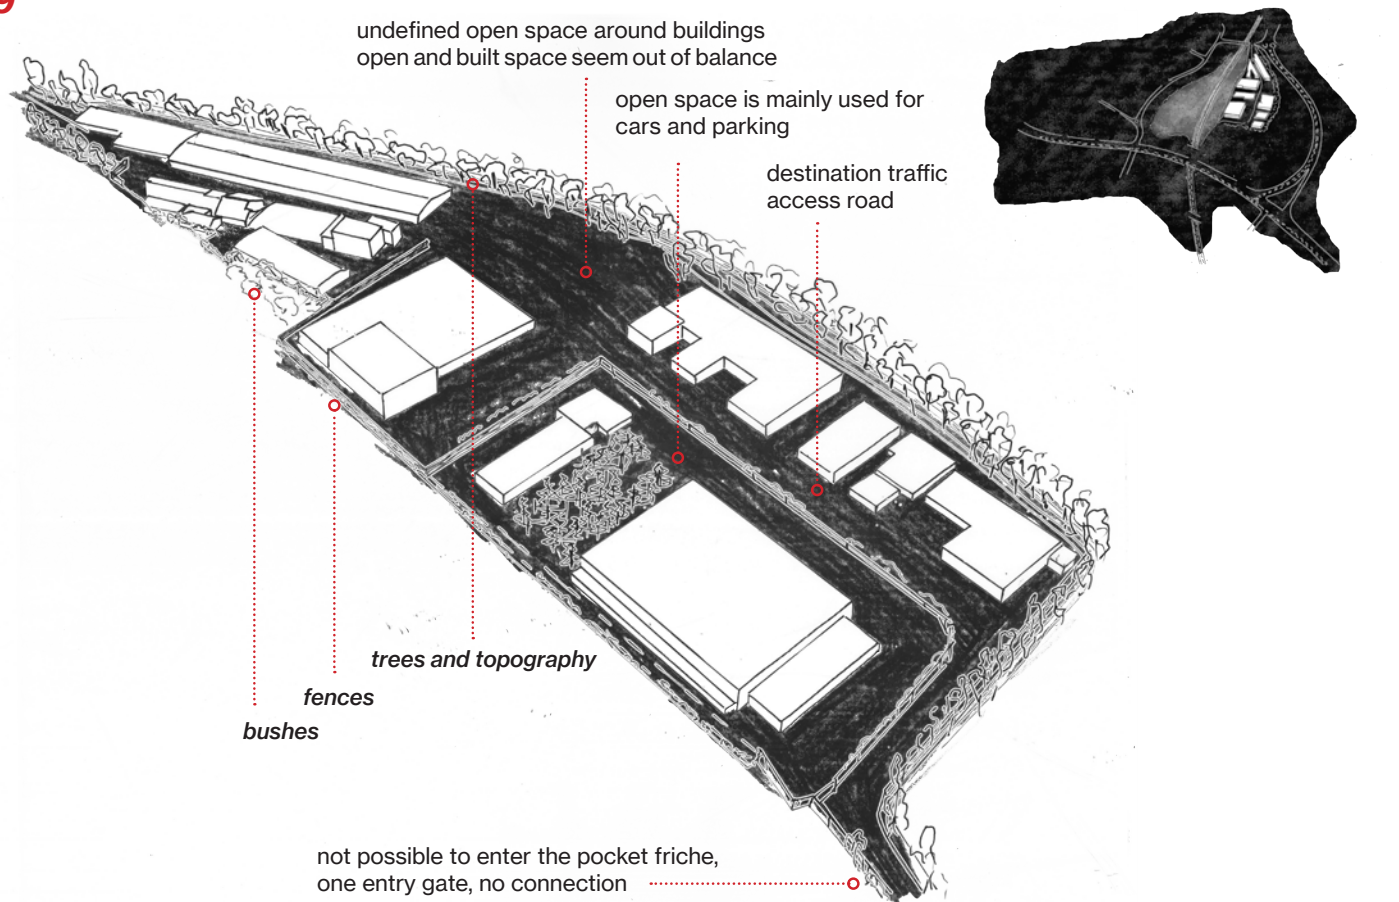 undefined open space around buildings
open and built space seem out of balance
open space is mainly used for
cars and parking
destination traffic
access road
trees and topography
fences
bushes
not possible to enter the pocket friche,
one entry gate, no connection